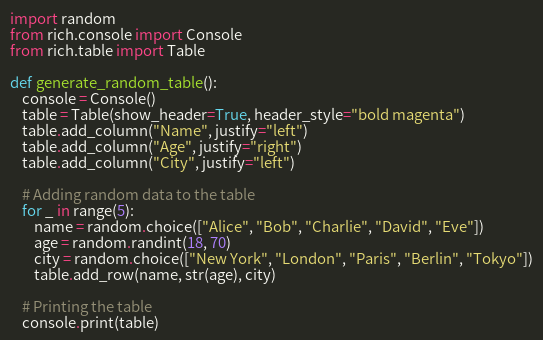 import random
from rich.console import Console
from rich.table import Table

def generate_random_table():
    console = Console()
    table = Table(show_header=True, header_style="bold magenta")
    table.add_column("Name", justify="left")
    table.add_column("Age", justify="right")
    table.add_column("City", justify="left")

    # Adding random data to the table
    for _ in range(5):
        name = random.choice(["Alice", "Bob", "Charlie", "David", "Eve"])
        age = random.randint(18, 70)
        city = random.choice(["New York", "London", "Paris", "Berlin", "Tokyo"])
        table.add_row(name, str(age), city)

    # Printing the table
    console.print(table)